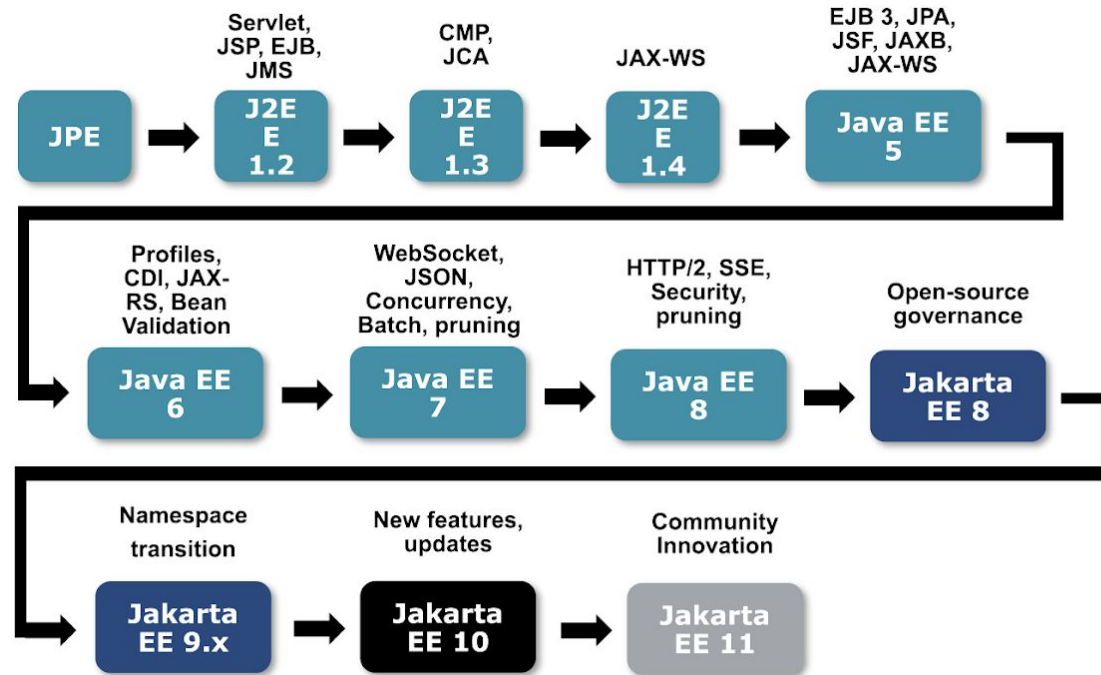 Servlet,
JSP, EJB,
JMS
CMP,
JCA
JAX-WS
EJB 3, JPA,
JSF, JAXB,
JAX-WS
JPE
J2E
E
1.2
J2E
E
1.3
J2E
E
1.4
Java EE
5
Profiles,
CDI, JAX-
RS, Bean
Validation
WebSocket,
JSON,
Concurrency,
Batch, pruning
HTTP/2, SSE,
Security,
pruning
Open-source
governance
Java EE
6
Java EE
7
Java EE
8
Jakarta
EE 8
Namespace
transition
New features,
updates
Community
Innovation
Jakarta
EE 9.x
Jakarta
EE 10
Jakarta
EE 11